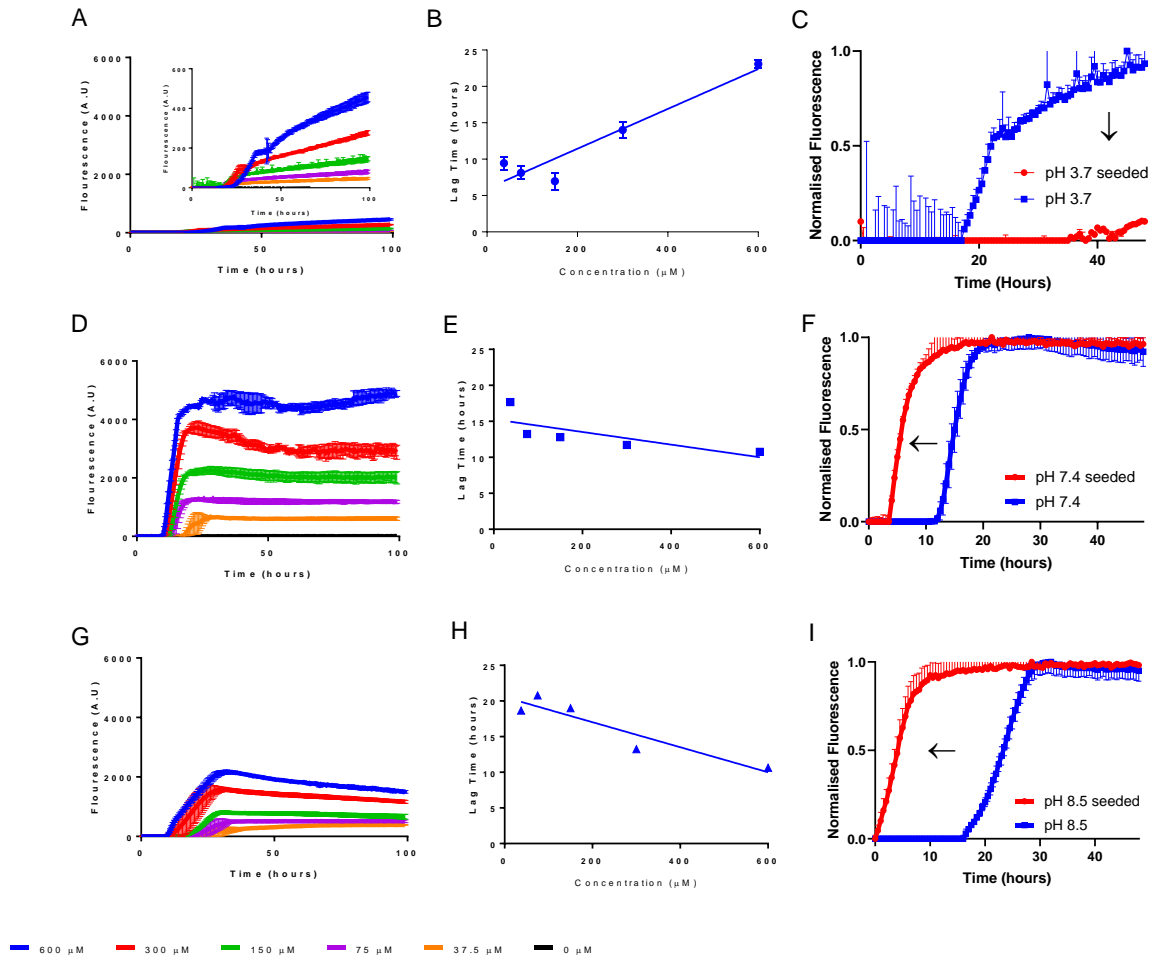 A
Flourescence (A.U)
6000
4000
2000
0
50
100
Time (hours)
Flourescence (A.U)
600
400
200
0
0
50
100
Time (hours)
B
Lag Time (hours)
25
20
15
10
5
0
0
200
400
600
Concentration (µM)
C
Normalised Fluorescence
1.0
0.5
0.0
0
20
40
Time (Hours)
pH 3.7 seeded
pH 3.7
D
Flourescence (A.U)
6000
4000
2000
0
0
50
100
Time (hours)
E
Lag Time (hours)
25
20
15
10
5
0
0
200
400
600
Concentration (µM)
F
Normalised Fluorescence
1.0
0.5
0.0
0
10
20
30
40
Time (hours)
pH 7.4 seeded
pH 7.4
G
Flourescence (A.U)
6000
4000
2000
0
0
50
100
Time (hours)
H
Lag Time (hours)
25
20
15
10
5
0
0
200
400
600
Concentration (µM)
I
Normalised Fluorescence
1.0
0.5
0.0
0
10
20
30
40
Time (hours)
pH 8.5 seeded
pH 8.5
600 µM
300 µM
150 µM
75 µM
37.5 µM
0 µM